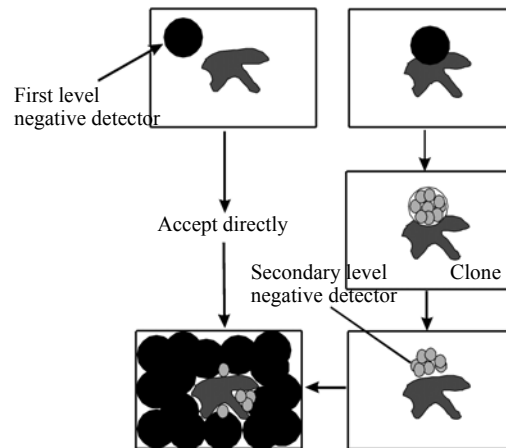 First level
negative detector
Accept directly
Clone
Secondary level
negative detector